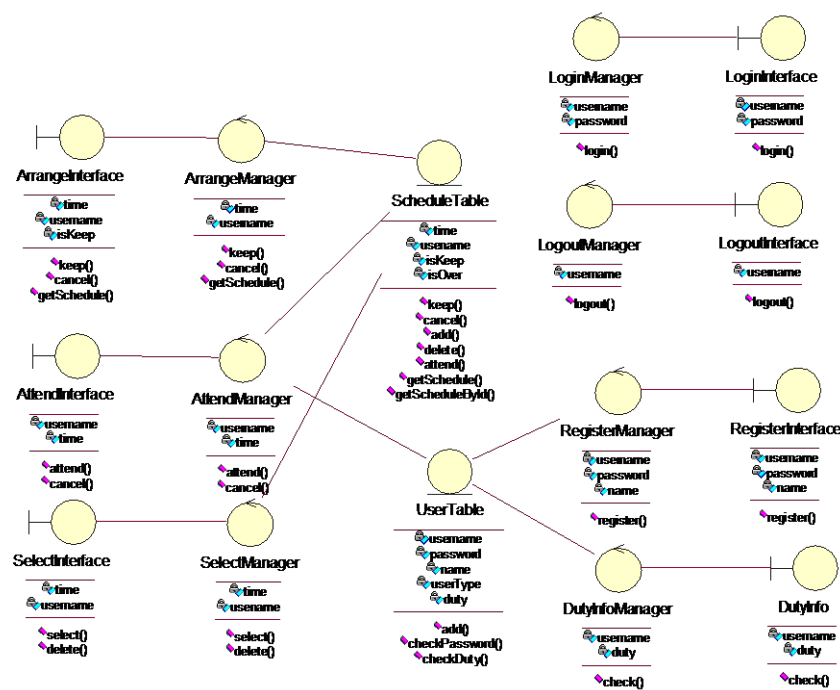 ArrangeInterface
time
username
isKeep
keep()
cancel()
getSchedule()
ArrangeManager
time
username
keep()
cancel()
getSchedule()
ScheduleTable
time
username
isKeep
isOver
keep()
cancel()
add()
delete()
attend()
getSchedule()
getScheduleById()
LoginManager
username
password
login()
LoginInterface
username
password
login()
LogoutManager
username
logout()
LogoutInterface
username
logout()
AttendInterface
username
time
attend()
cancel()
AttendManager
username
time
attend()
cancel()
RegisterManager
username
password
name
register()
RegisterInterface
username
password
name
register()
SelectInterface
time
username
select()
delete()
SelectManager
time
username
select()
delete()
UserTable
username
password
name
userType
duty
add()
checkPassword()
checkDuty()
DutyInfoManager
username
duty
check()
DutyInfo
username
duty
check()